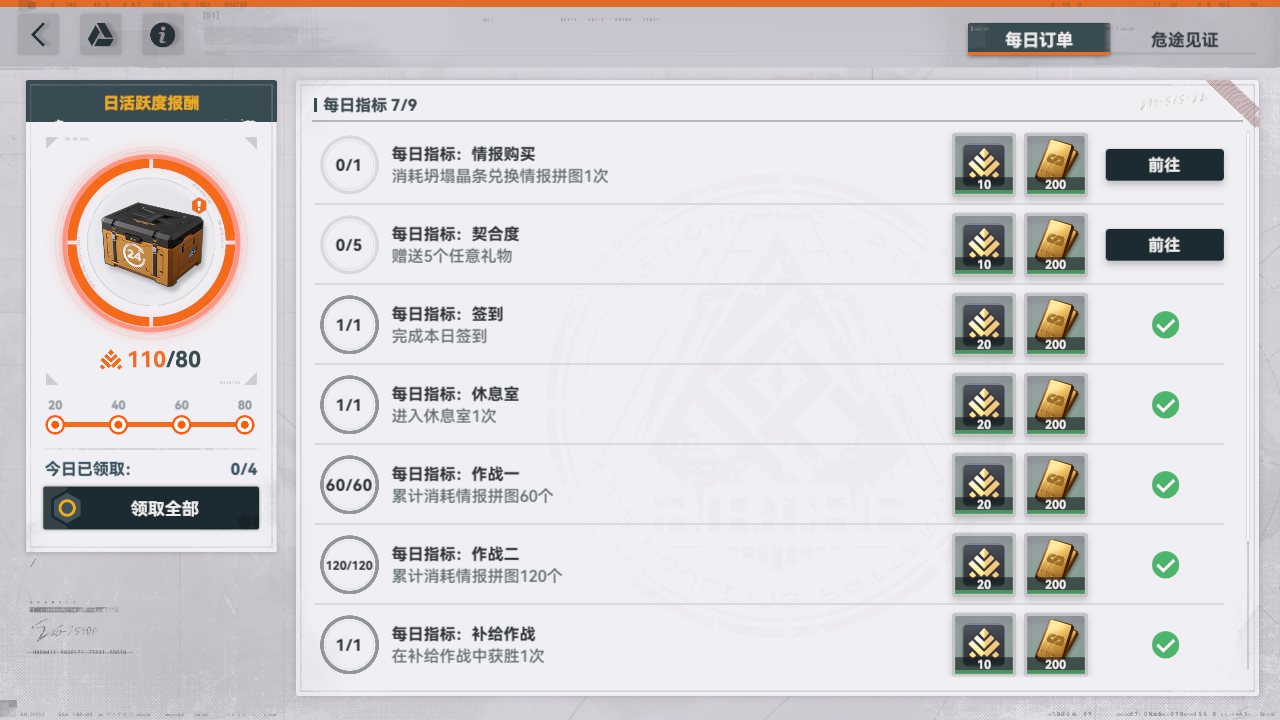 每日订单
危途见证
日活跃度报酬
24
110/80
20 40 60 80
今日已领取: 0/4
领取全部
每日指标 7/9
0/1
每日指标：情报购买
消耗坍塌晶条兑换情报拼图1次
10 200
前往
0/5
每日指标：契合度
赠送5个任意礼物
10 200
前往
1/1
每日指标：签到
完成本日签到
20 200
1/1
每日指标：休息室
进入休息室1次
20 200
60/60
每日指标：作战一
累计消耗情报拼图60个
20 200
120/120
每日指标：作战二
累计消耗情报拼图120个
20 200
1/1
每日指标：补给作战
在补给作战中获胜1次
10 200